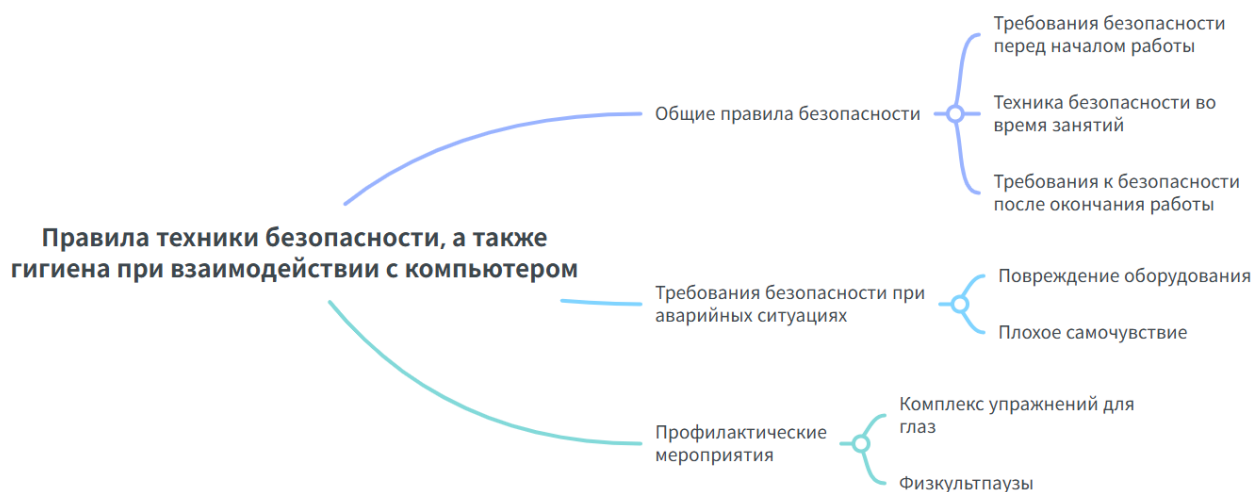 Правила техники безопасности, а также
гигиена при взаимодействии с компьютером
Общие правила безопасности
Требования безопасности
перед началом работы
Техника безопасности во
время занятий
Требования к безопасности
после окончания работы
Требования безопасности при
аварийных ситуациях
Повреждение оборудования
Плохое самочувствие
Профилактические
мероприятия
Комплекс упражнений для
глаз
Физкультпаузы